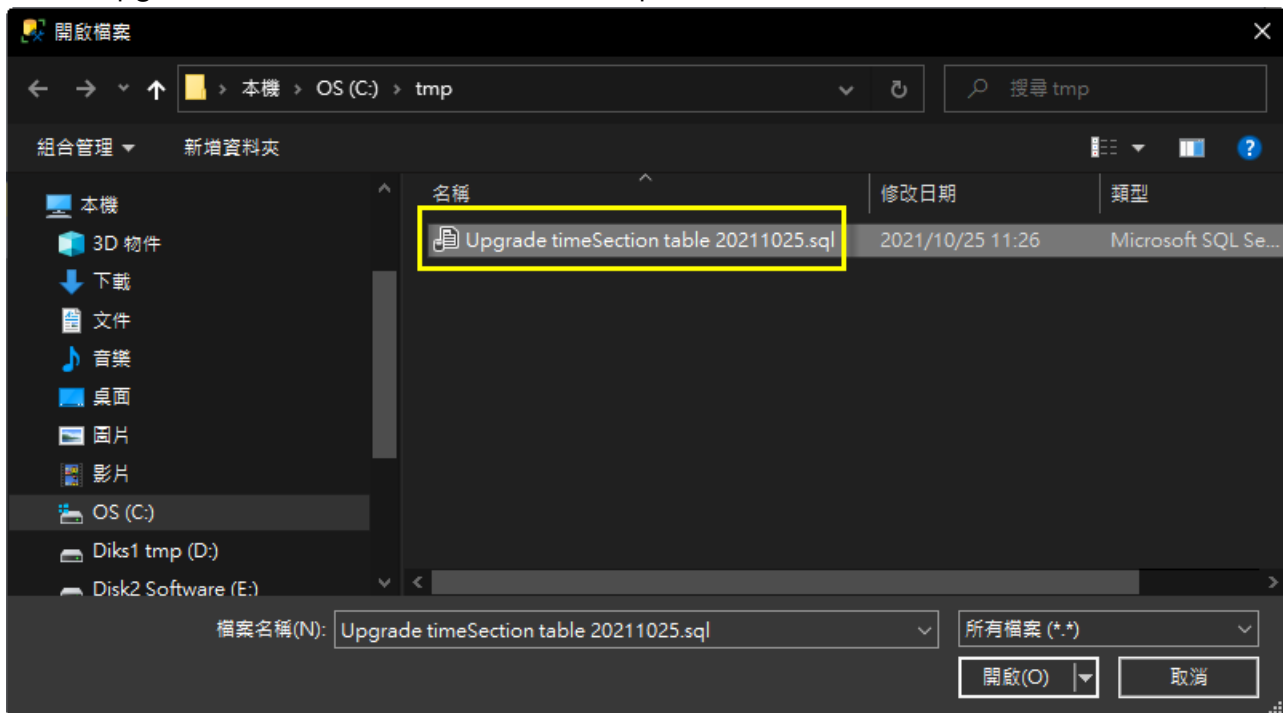 開啟檔案
本機 › OS (C:) › tmp
搜尋 tmp
組合管理
新增資料夾
名稱 修改日期 類型
Upgrade timeSection table 20211025.sql 2021/10/25 11:26 Microsoft SQL Se...
本機
3D 物件
下載
文件
音樂
桌面
圖片
影片
OS (C:)
Diks1 tmp (D:)
Disk2 Software (E:)
檔案名稱(N): Upgrade timeSection table 20211025.sql
所有檔案 (*.*)
開啟(O) 取消